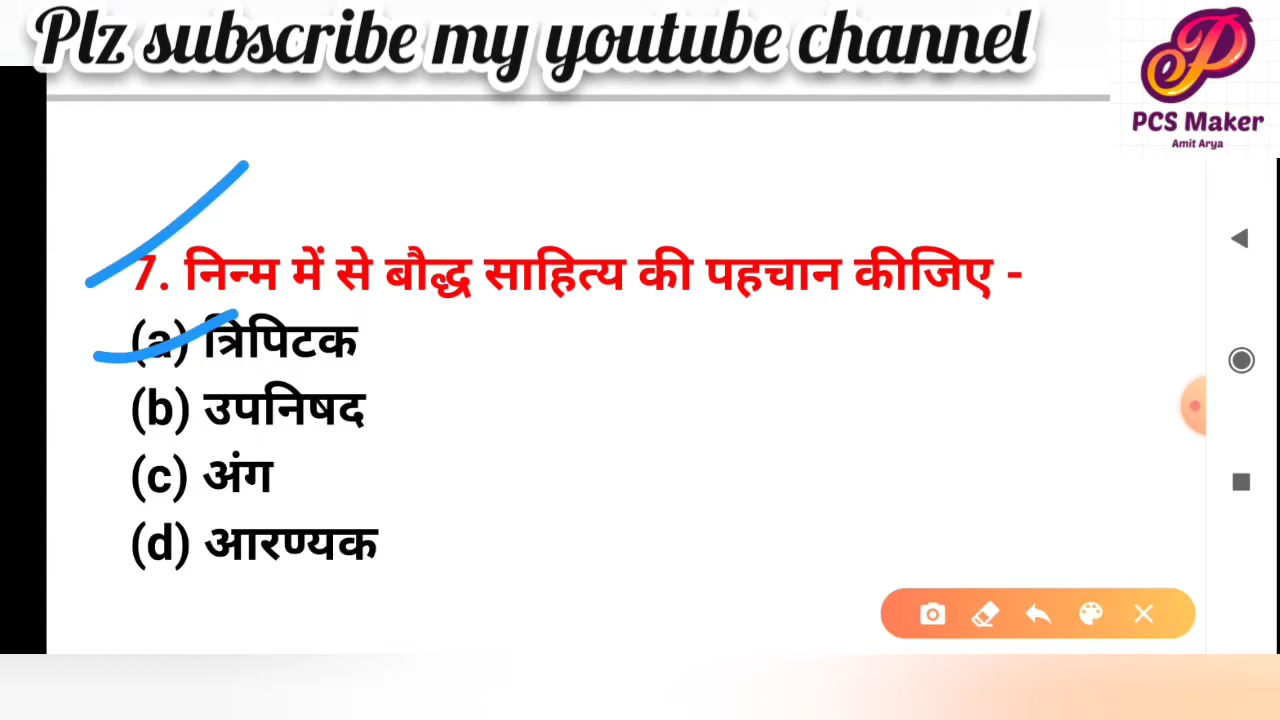 Plz subscribe my youtube channel
PCS Maker
Amit Arya
7. निन्म में से बौद्ध साहित्य की पहचान कीजिए -
(a) त्रिपिटक
(b) उपनिषद
(c) अंग
(d) आरण्यक